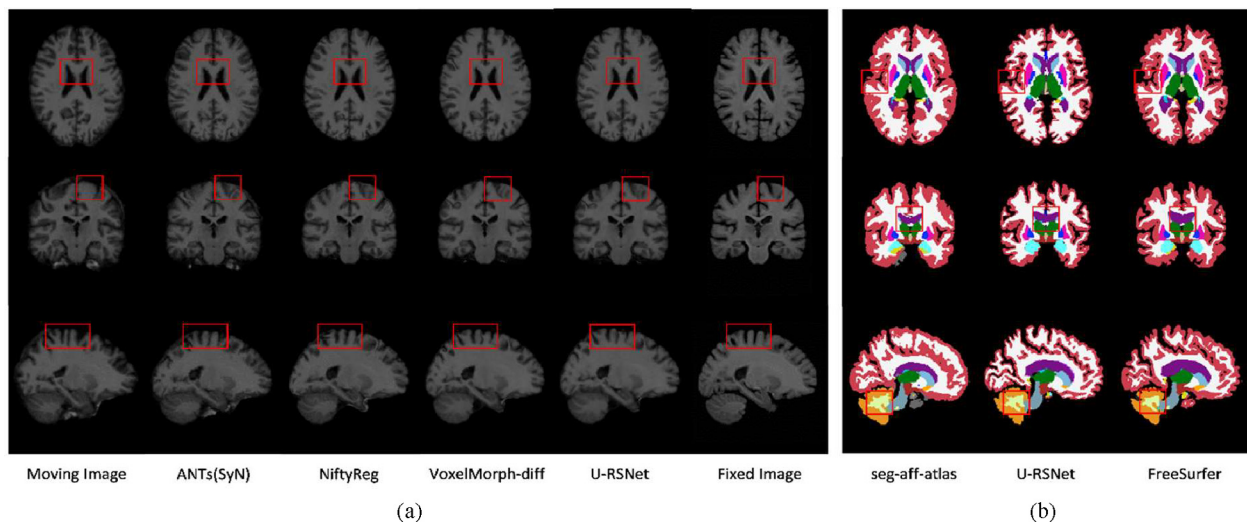 Moving Image ANTs(SyN) NiftyReg VoxelMorph-diff U-RSNet Fixed Image seg-aff-atlas U-RSNet FreeSurfer
(a) (b)